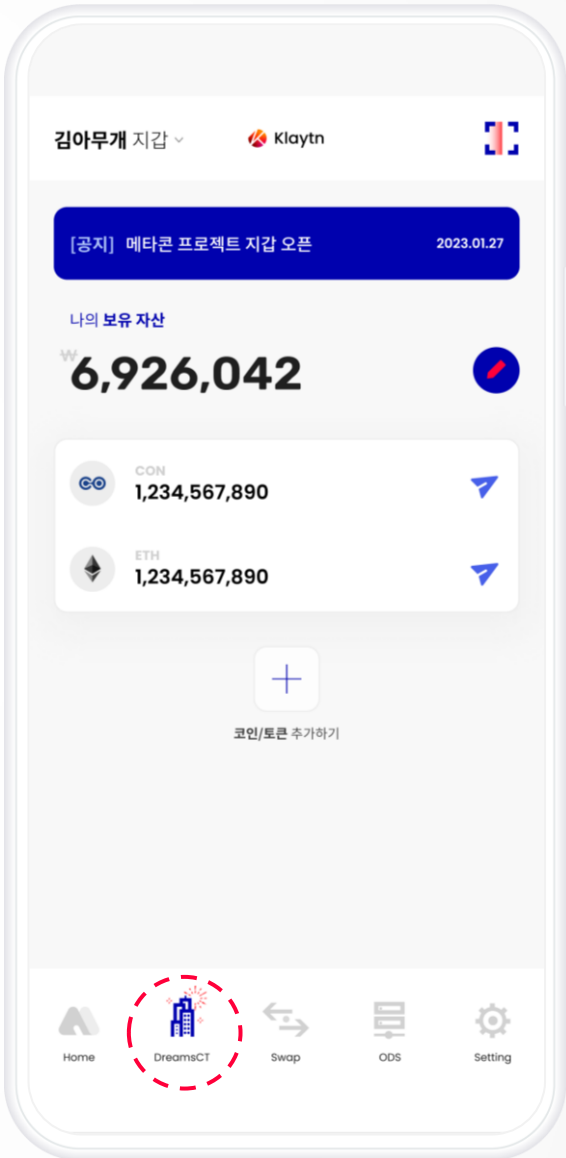 김아무개 지갑
Klaytn
[공지] 메타콘 프로젝트 지갑 오픈 2023.01.27
나의 보유 자산
₩6,926,042
CON
1,234,567,890
ETH
1,234,567,890
코인/토큰 추가하기
Home DreamsCT Swap ODS Setting